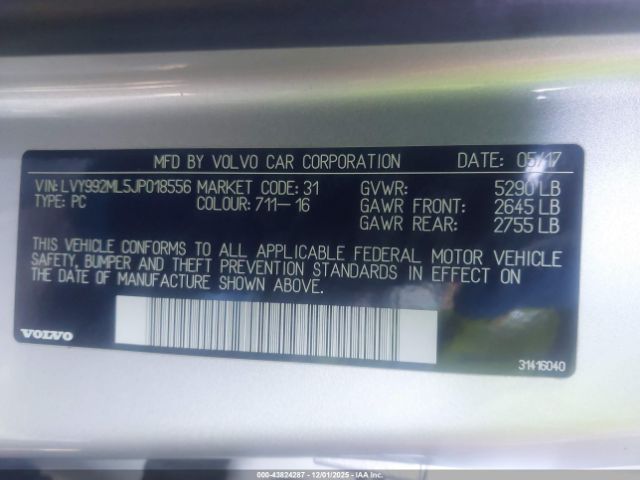 MFD BY VOLVO CAR CORPORATION DATE: 05/17
VIN: LVY992ML5JP018556 MARKET CODE: 31 GVWR: 5290 LB
TYPE: PC COLOUR: 711-16 GAWR FRONT: 2645 LB
GAWR REAR: 2755 LB
THIS VEHICLE CONFORMS TO ALL APPLICABLE FEDERAL MOTOR VEHICLE
SAFETY, BUMPER AND THEFT PREVENTION STANDARDS IN EFFECT ON
THE DATE OF MANUFACTURE SHOWN ABOVE.
VOLVO
31416040
000-43824287 * 12/01/2025 * IAAI.COM